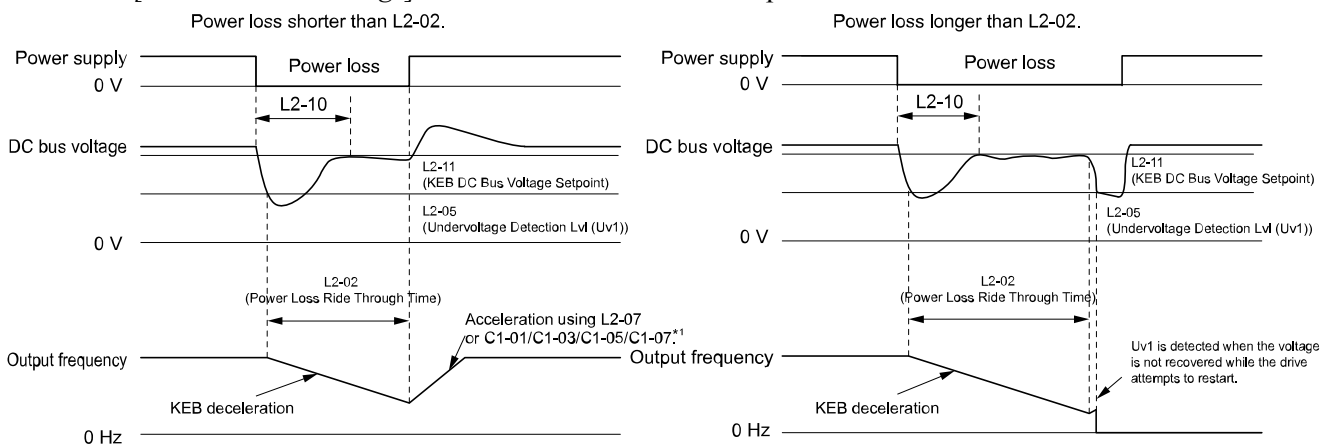 Power loss shorter than L2-02.
Power supply
0 V
Power loss
L2-10
DC bus voltage
L2-11
(KEB DC Bus Voltage Setpoint)
L2-05
(Undervoltage Detection Lvl (Uv1))
0 V
L2-02
(Power Loss Ride Through Time)
Acceleration using L2-07
or C1-01/C1-03/C1-05/C1-07.*1
Output frequency
KEB deceleration
0 Hz
Power loss longer than L2-02.
Power supply
0 V
Power loss
L2-10
DC bus voltage
L2-11
(KEB DC Bus Voltage Setpoint)
L2-05
(Undervoltage Detection Lvl (Uv1))
0 V
L2-02
(Power Loss Ride Through Time)
Output frequency
Uv1 is detected when the voltage
is not recovered while the drive
attempts to restart.
KEB deceleration
0 Hz